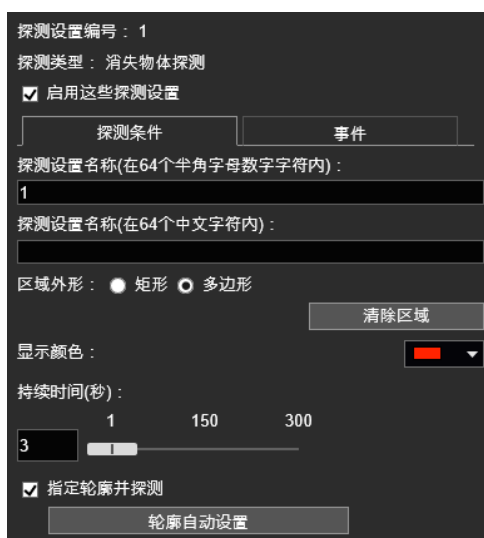 探测设置编号： 1
探测类型： 消失物体探测
启用这些探测设置
探测条件 事件
探测设置名称(在64个半角字母数字字符内)：
1
探测设置名称(在64个中文字符内)：
区域外形： 矩形 多边形
清除区域
显示颜色：
持续时间(秒)：
1 150 300
3
指定轮廓并探测
轮廓自动设置